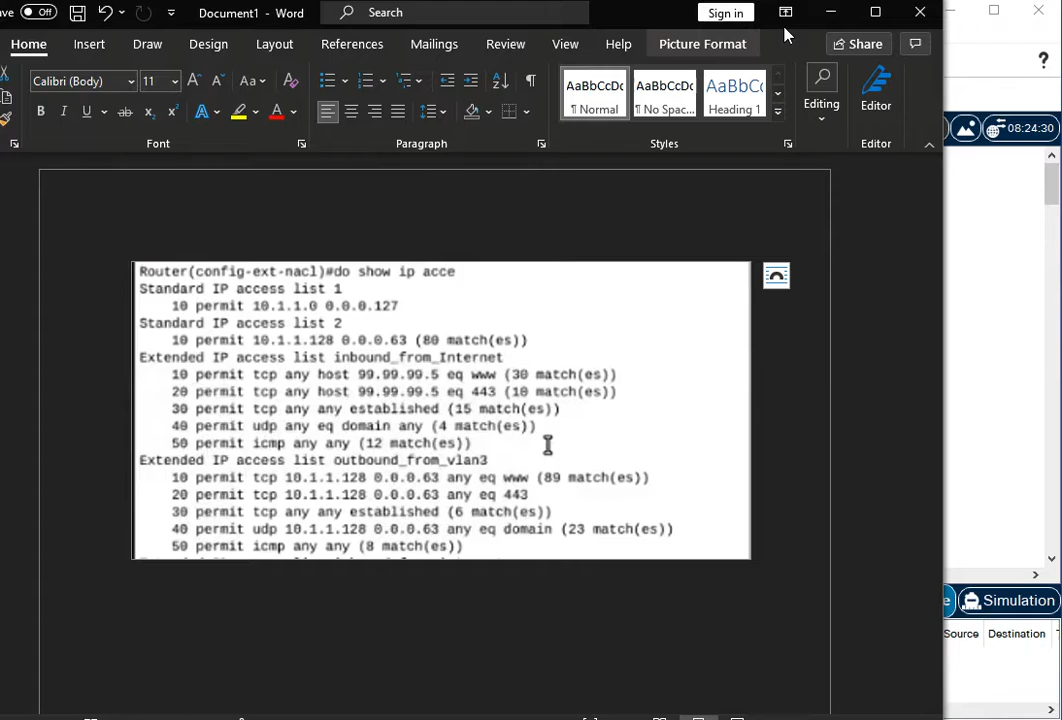 ve Off Document1 - Word Search Sign in
Home Insert Draw Design Layout References Mailings Review View Help Picture Format Share
Calibri (Body) 11 Aa
B I U ab x₂ x² A A
AaBbCcDc AaBbCcDc AaBbCcDc
¶ Normal ¶ No Spac... Heading 1
Editing Editor
Font Paragraph Styles Editor
08:24:30
Router(config-ext-nacl)#do show ip acce
Standard IP access list 1
10 permit 10.1.1.0 0.0.0.127
Standard IP access list 2
10 permit 10.1.1.128 0.0.0.63 (80 match(es))
Extended IP access list inbound_from_Internet
10 permit tcp any host 99.99.99.5 eq www (30 match(es))
20 permit tcp any host 99.99.99.5 eq 443 (10 match(es))
30 permit tcp any any established (15 match(es))
40 permit udp any eq domain any (4 match(es))
50 permit icmp any any (12 match(es))
Extended IP access list outbound_from_vlan3
10 permit tcp 10.1.1.128 0.0.0.63 any eq www (89 match(es))
20 permit tcp 10.1.1.128 0.0.0.63 any eq 443
30 permit tcp any any established (6 match(es))
40 permit udp 10.1.1.128 0.0.0.63 any eq domain (23 match(es))
50 permit icmp any any (8 match(es))
e Simulation
Source Destination